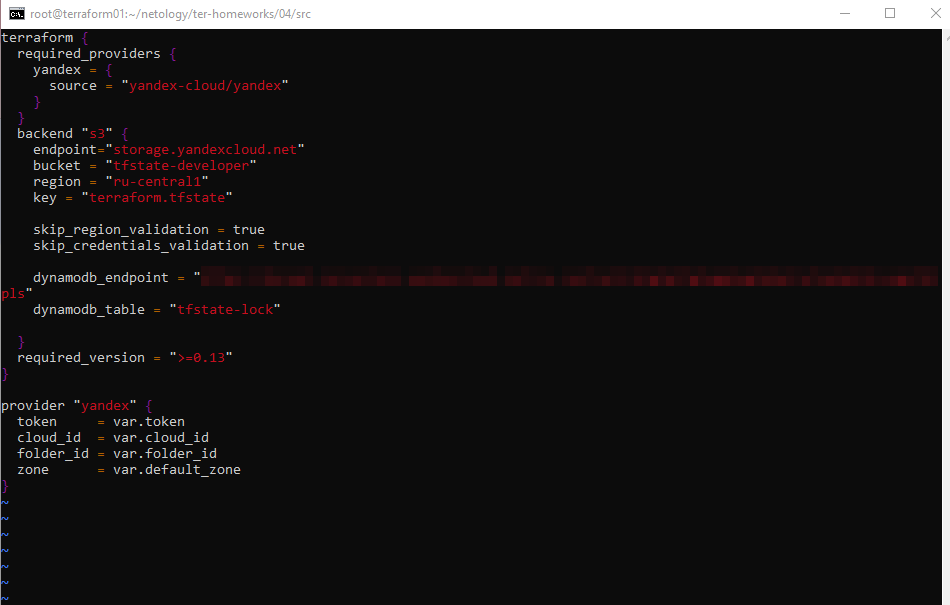 root@terraform01:~/netology/ter-homeworks/04/src
terraform {
  required_providers {
    yandex = {
      source = "yandex-cloud/yandex"
    }
  }
  backend "s3" {
    endpoint="storage.yandexcloud.net"
    bucket = "tfstate-developer"
    region = "ru-central1"
    key = "terraform.tfstate"

    skip_region_validation = true
    skip_credentials_validation = true

    dynamodb_endpoint = "
pls"
    dynamodb_table = "tfstate-lock"

  }
  required_version = ">=0.13"
}

provider "yandex" {
  token     = var.token
  cloud_id  = var.cloud_id
  folder_id = var.folder_id
  zone      = var.default_zone
}
~
~
~
~
~
~
~